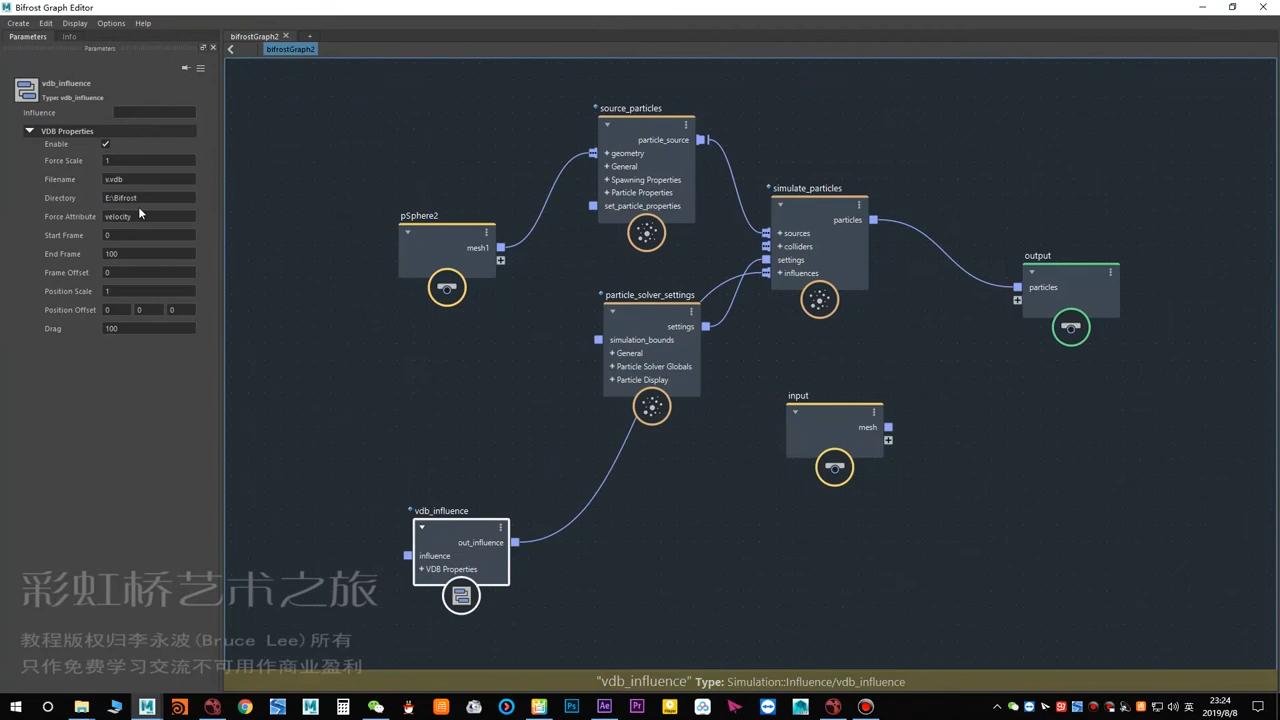 Bifrost Graph Editor
Create Edit Display Options Help
Parameters Info
Parameters
bifrostGraph2
bifrostGraph2
vdb_influence
Type: vdb_influence
Influence
VDB Properties
Enable
Force Scale 1
Filename v.vdb
Directory E:\Bifrost
Force Attribute velocity
Start Frame 0
End Frame 100
Frame Offset 0
Position Scale 1
Position Offset 0 0 0
Drag 100
source_particles
particle_source
geometry
General
Spawning Properties
Particle Properties
set_particle_properties
simulate_particles
particles
sources
colliders
settings
influences
pSphere2
mesh1
output
particles
particle_solver_settings
settings
simulation_bounds
General
Particle Solver Globals
Particle Display
input
mesh
vdb_influence
out_influence
influence
VDB Properties
彩虹桥艺术之旅
教程版权归李永波(Bruce Lee)所有
只作免费学习交流不可用作商业盈利
"vdb_influence" Type: Simulation::Influence/vdb_influence
Ps Ae Pr
英
23:24
2019/8/8